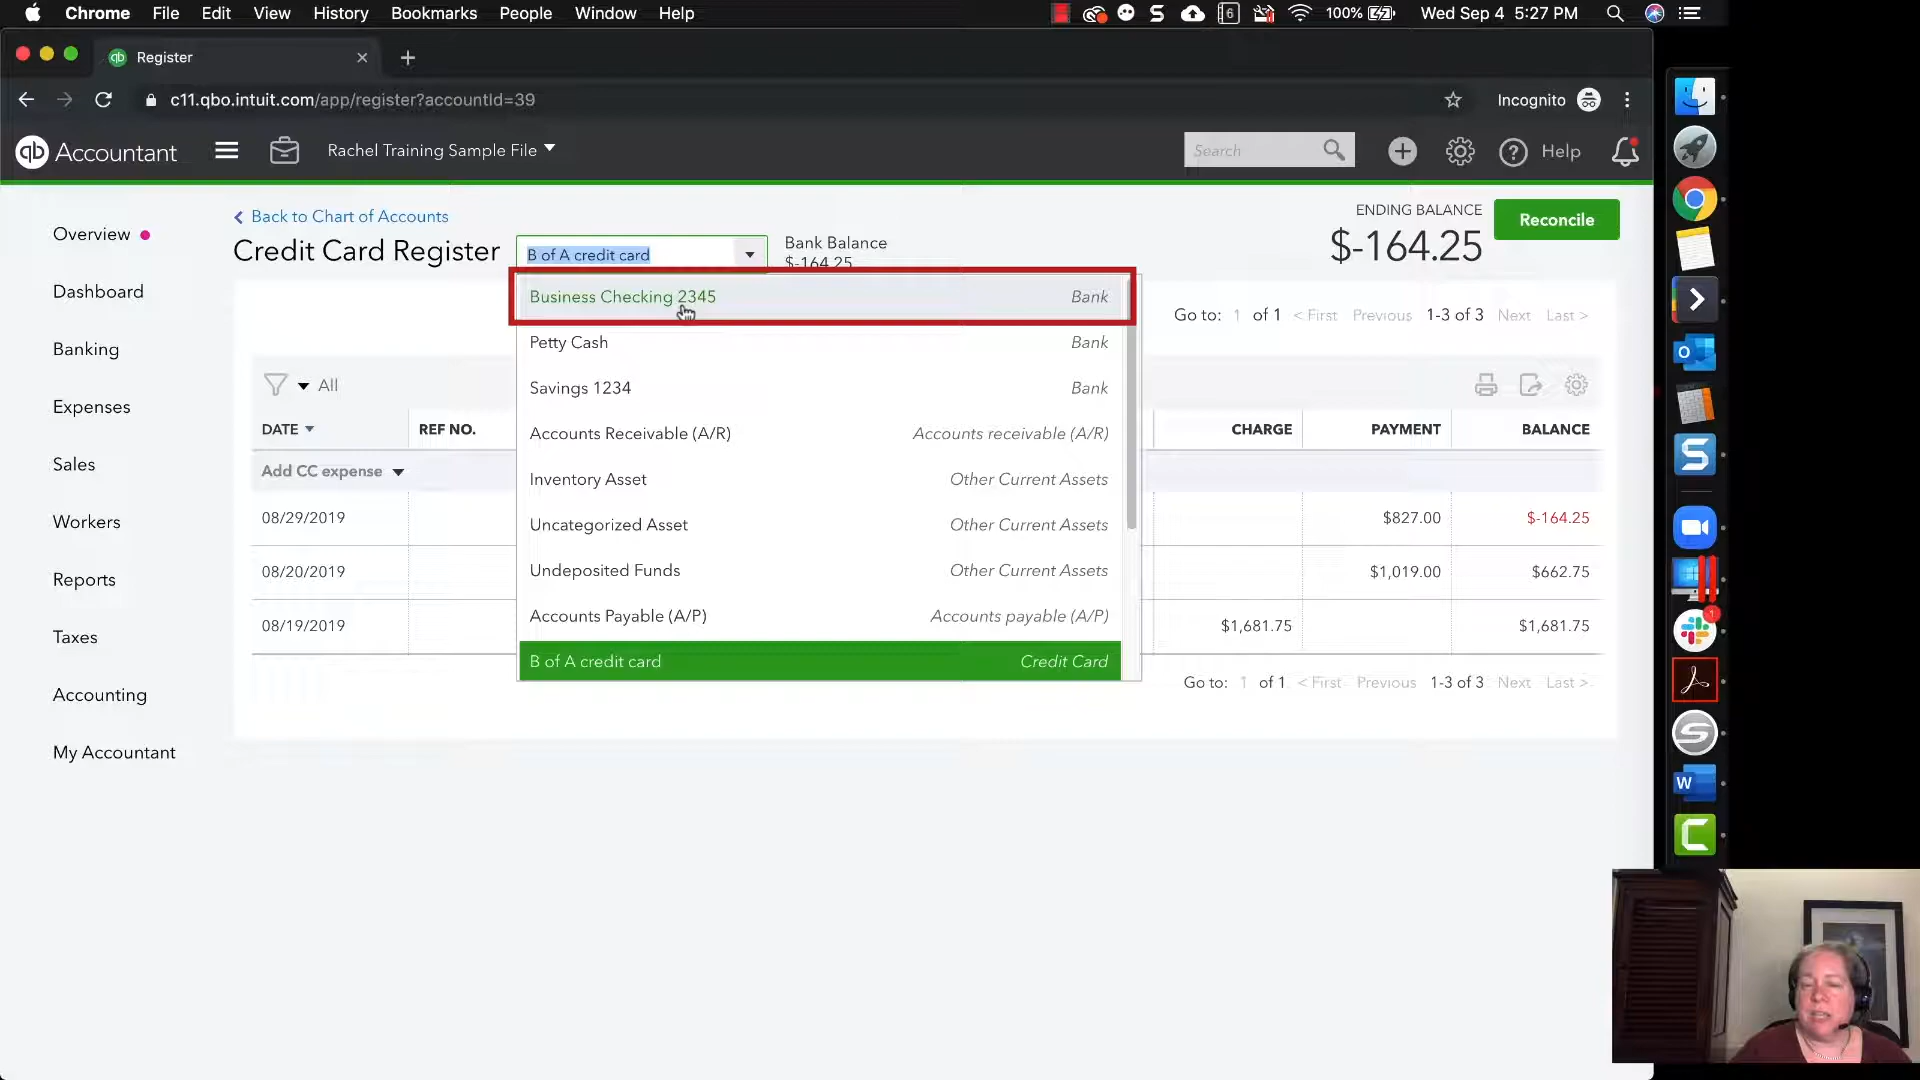 Chrome File Edit View History Bookmarks People Window Help
6 100% Wed Sep 4 5:27 PM
qb Register
c11.qbo.intuit.com/app/register?accountId=39
Incognito
qb Accountant
Rachel Training Sample File
Search
Help
Overview
Dashboard
Banking
Expenses
Sales
Workers
Reports
Taxes
Accounting
My Accountant
Back to Chart of Accounts
Credit Card Register
B of A credit card
Bank Balance
$-164.25
ENDING BALANCE
$-164.25
Reconcile
Business Checking 2345 Bank
Petty Cash Bank
Savings 1234 Bank
Accounts Receivable (A/R) Accounts receivable (A/R)
Inventory Asset Other Current Assets
Uncategorized Asset Other Current Assets
Undeposited Funds Other Current Assets
Accounts Payable (A/P) Accounts payable (A/P)
B of A credit card Credit Card
Go to: 1 of 1 < First Previous 1-3 of 3 Next Last >
All
DATE REF NO. CHARGE PAYMENT BALANCE
Add CC expense
08/29/2019 $827.00 $-164.25
08/20/2019 $1,019.00 $662.75
08/19/2019 $1,681.75 $1,681.75
Go to: 1 of 1 < First Previous 1-3 of 3 Next Last >
O
S
1
S
W
C